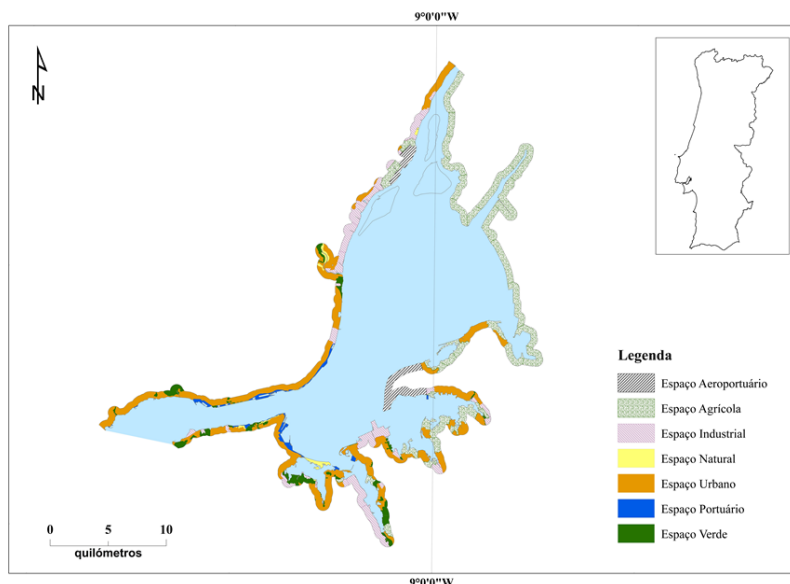 9°0'0"W
N
Legenda
Espaço Aeroportuário
Espaço Agrícola
Espaço Industrial
Espaço Natural
Espaço Urbano
Espaço Portuário
Espaço Verde
0 5 10
quilómetros
9°0'0"W